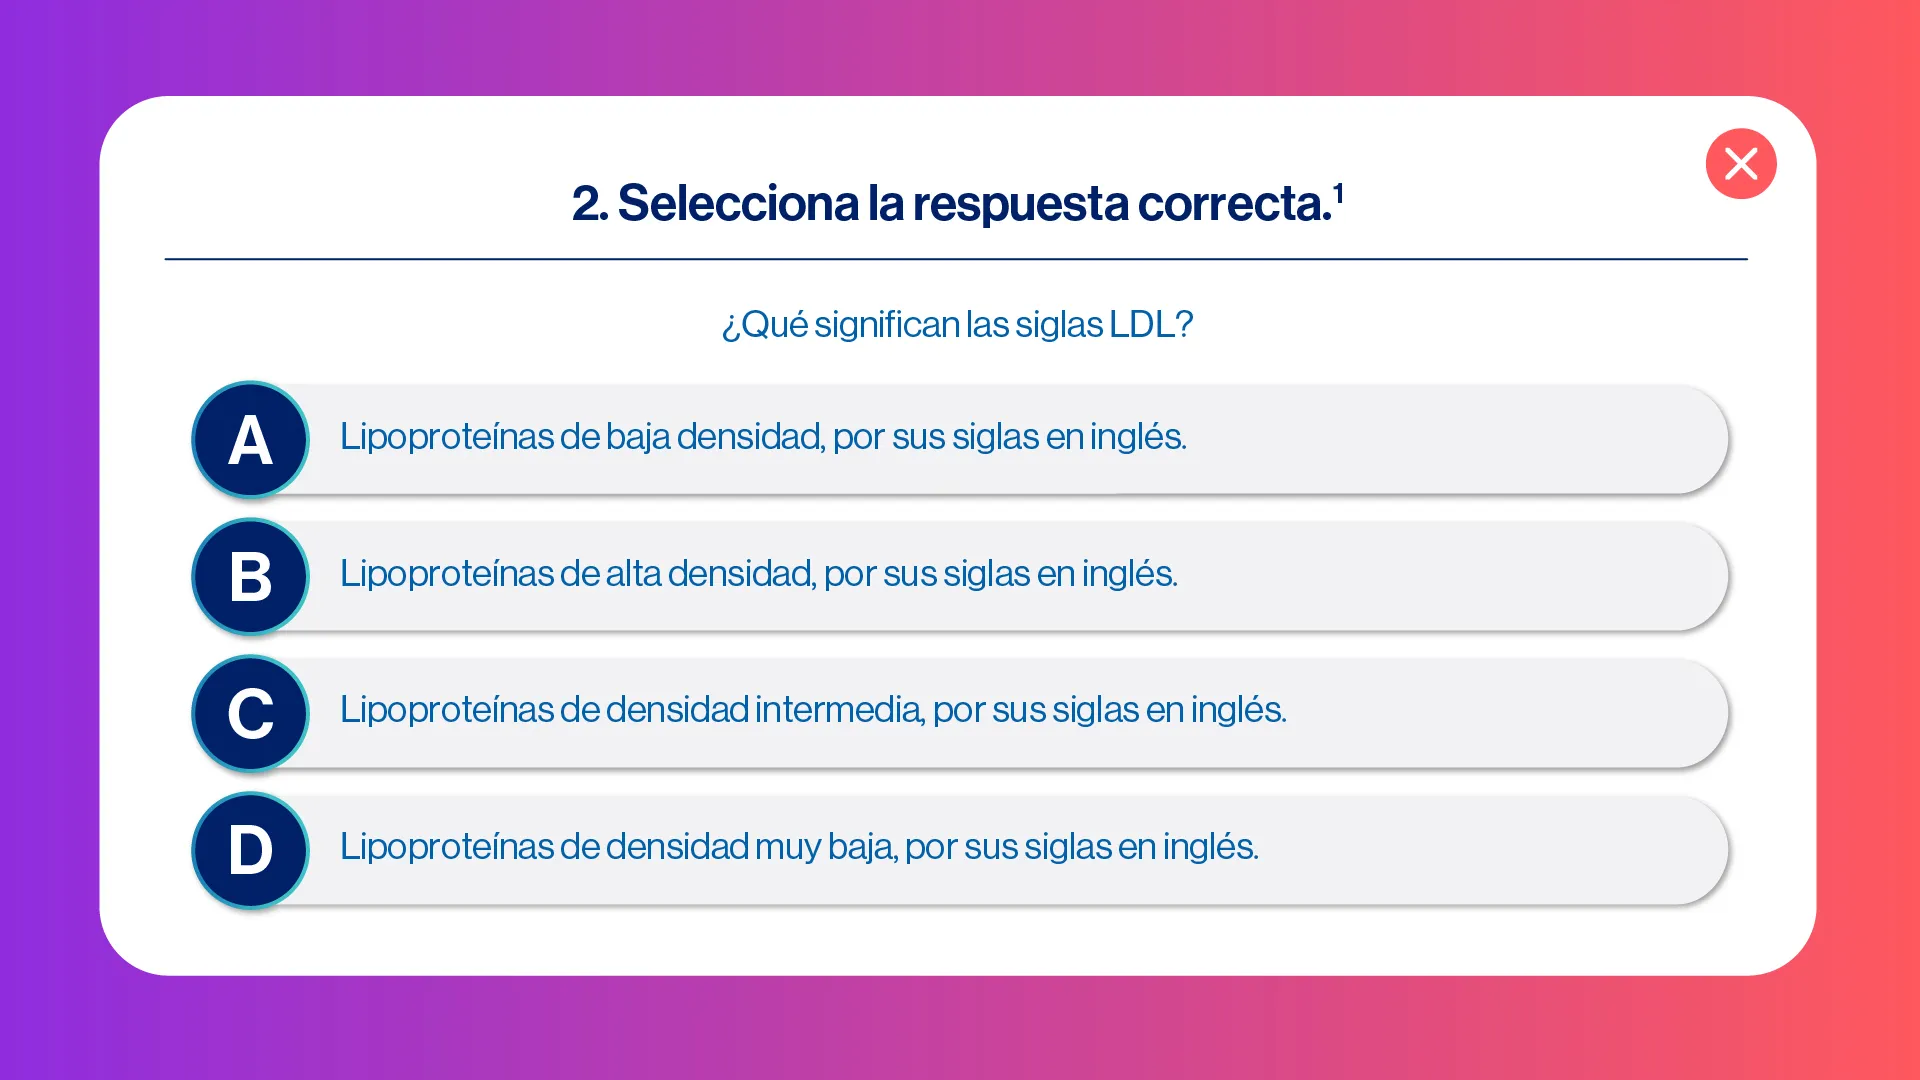 2. Selecciona la respuesta correcta.¹
¿Qué significan las siglas LDL?
A Lipoproteínas de baja densidad, por sus siglas en inglés.
B Lipoproteínas de alta densidad, por sus siglas en inglés.
C Lipoproteínas de densidad intermedia, por sus siglas en inglés.
D Lipoproteínas de densidad muy baja, por sus siglas en inglés.